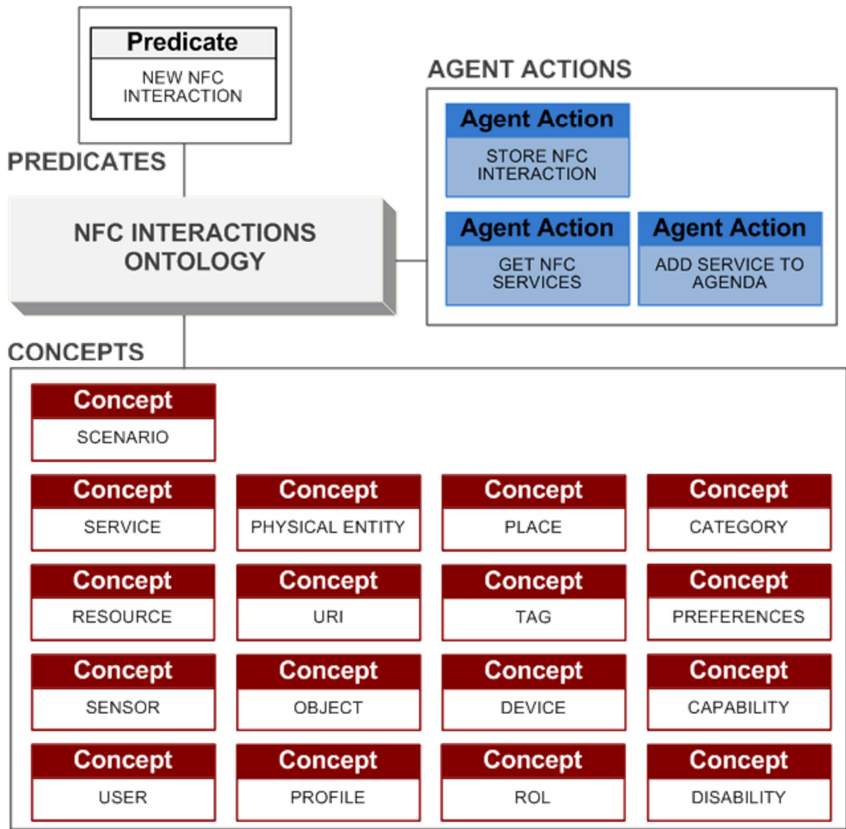 Predicate
NEW NFC
INTERACTION
PREDICATES
AGENT ACTIONS
Agent Action
STORE NFC
INTERACTION
Agent Action
GET NFC
SERVICES
Agent Action
ADD SERVICE TO
AGENDA
NFC INTERACTIONS
ONTOLOGY
CONCEPTS
Concept
SCENARIO
Concept
SERVICE
Concept
PHYSICAL ENTITY
Concept
PLACE
Concept
CATEGORY
Concept
RESOURCE
Concept
URI
Concept
TAG
Concept
PREFERENCES
Concept
SENSOR
Concept
OBJECT
Concept
DEVICE
Concept
CAPABILITY
Concept
USER
Concept
PROFILE
Concept
ROL
Concept
DISABILITY